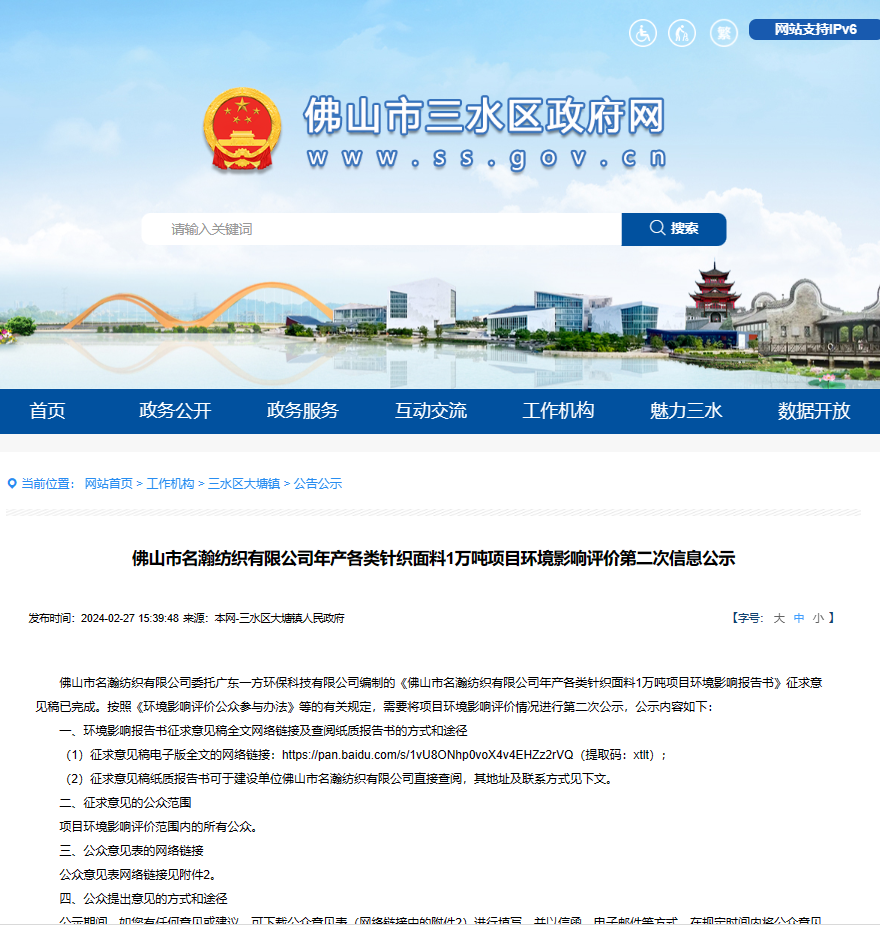 繁
网站支持IPv6
佛山市三水区政府网
www.ss.gov.cn
请输入关键词
搜索
首页 政务公开 政务服务 互动交流 工作机构 魅力三水 数据开放
当前位置： 网站首页 > 工作机构 > 三水区大塘镇 > 公告公示
佛山市名瀚纺织有限公司年产各类针织面料1万吨项目环境影响评价第二次信息公示
发布时间：2024-02-27 15:39:48 来源：本网-三水区大塘镇人民政府 【字号： 大 中 小 】
佛山市名瀚纺织有限公司委托广东一方环保科技有限公司编制的《佛山市名瀚纺织有限公司年产各类针织面料1万吨项目环境影响报告书》征求意
见稿已完成。按照《环境影响评价公众参与办法》等的有关规定，需要将项目环境影响评价情况进行第二次公示，公示内容如下：
一、环境影响报告书征求意见稿全文网络链接及查阅纸质报告书的方式和途径
（1）征求意见稿电子版全文的网络链接：https://pan.baidu.com/s/1vU8ONhp0voX4v4EHZz2rVQ（提取码：xtlt）；
（2）征求意见稿纸质报告书可于建设单位佛山市名瀚纺织有限公司直接查阅，其地址及联系方式见下文。
二、征求意见的公众范围
项目环境影响评价范围内的所有公众。
三、公众意见表的网络链接
公众意见表网络链接见附件2。
四、公众提出意见的方式和途径
公示期间，如您有任何意见或建议，可下载公众意见表（网络链接中的附件2）进行填写，并以信函、电子邮件等方式，在规定时间内将公众意见